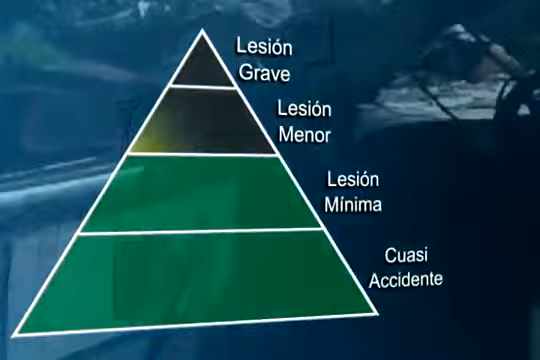 Lesión
Grave
Lesión
Menor
Lesión
Mínima
Cuasi
Accidente